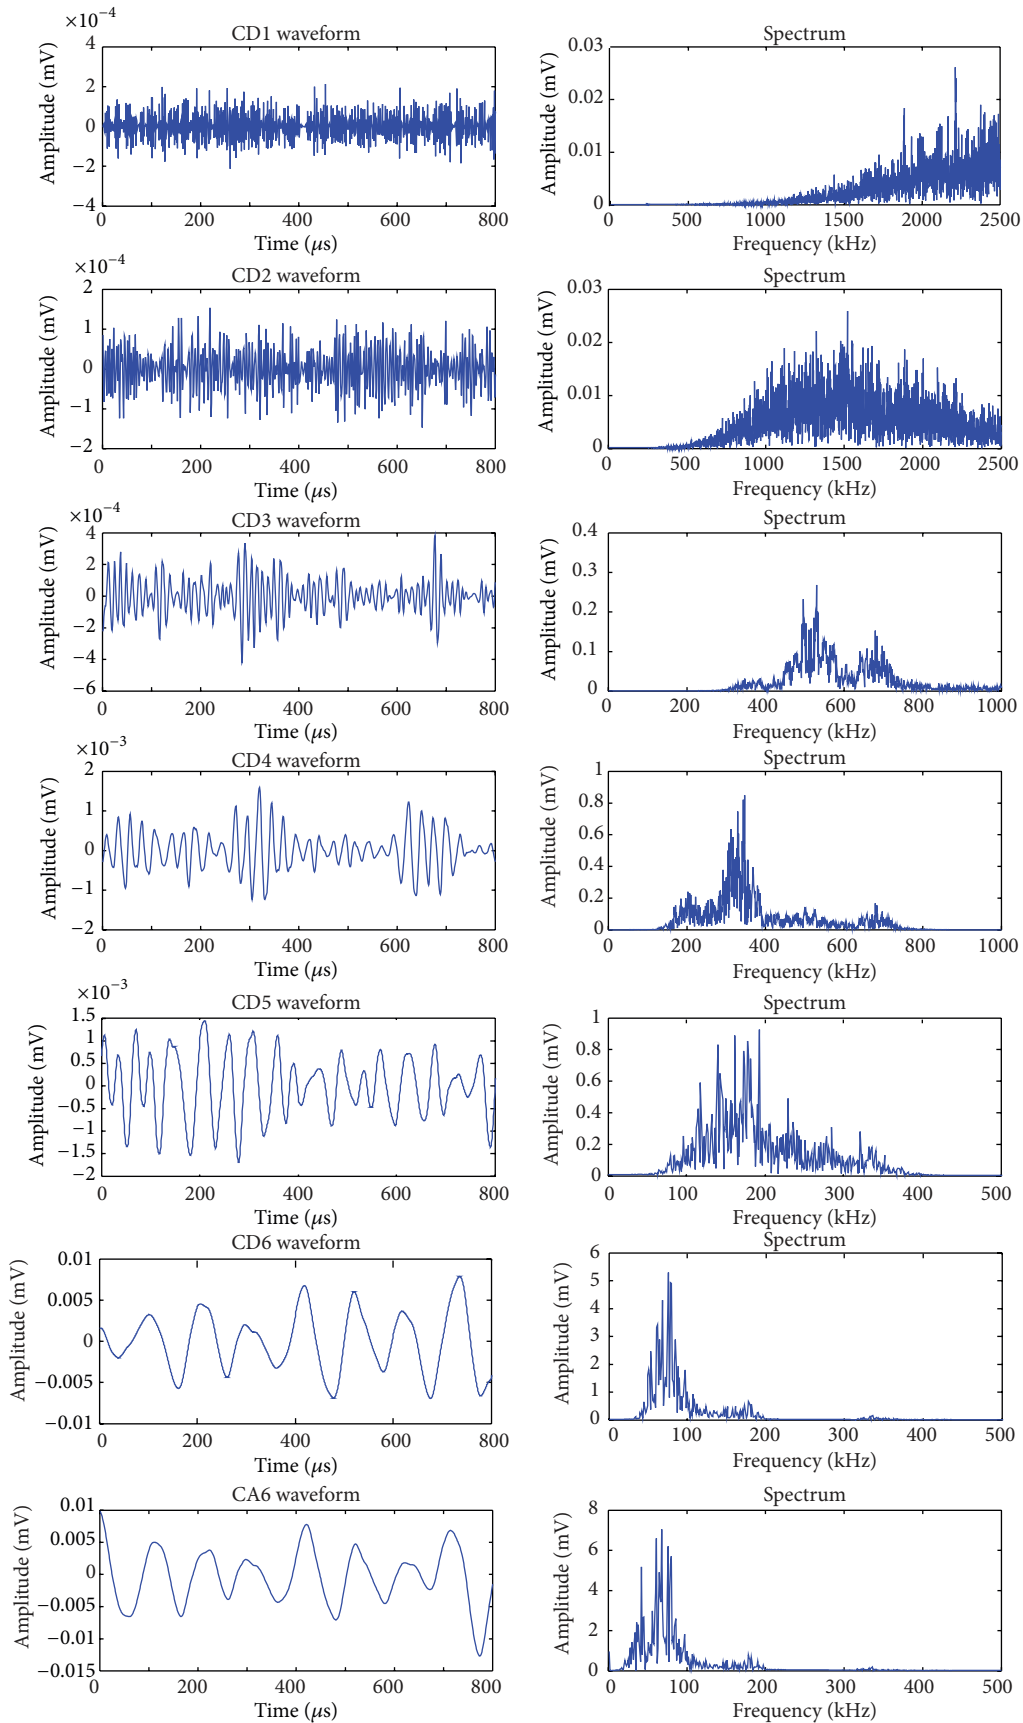 ×10⁻⁴
CD1 waveform
Amplitude (mV)
4
2
0
−2
−4
0 200 400 600 800
Time (μs)
Spectrum
Amplitude (mV)
0.03
0.02
0.01
0
0 500 1000 1500 2000 2500
Frequency (kHz)
×10⁻⁴
CD2 waveform
Amplitude (mV)
2
1
0
−1
−2
0 200 400 600 800
Time (μs)
Spectrum
Amplitude (mV)
0.03
0.02
0.01
0
0 500 1000 1500 2000 2500
Frequency (kHz)
×10⁻⁴
CD3 waveform
Amplitude (mV)
4
2
0
−2
−4
−6
0 200 400 600 800
Time (μs)
Spectrum
Amplitude (mV)
0.4
0.3
0.2
0.1
0
0 200 400 600 800 1000
Frequency (kHz)
×10⁻³
CD4 waveform
Amplitude (mV)
2
1
0
−1
−2
0 200 400 600 800
Time (μs)
Spectrum
Amplitude (mV)
1
0.8
0.6
0.4
0.2
0
0 200 400 600 800 1000
Frequency (kHz)
×10⁻³
CD5 waveform
Amplitude (mV)
1.5
1
0.5
0
−0.5
−1
−1.5
−2
0 200 400 600 800
Time (μs)
Spectrum
Amplitude (mV)
1
0.8
0.6
0.4
0.2
0
0 100 200 300 400 500
Frequency (kHz)
CD6 waveform
Amplitude (mV)
0.01
0.005
0
−0.005
−0.01
0 200 400 600 800
Time (μs)
Spectrum
Amplitude (mV)
6
5
4
3
2
1
0
0 100 200 300 400 500
Frequency (kHz)
CA6 waveform
Amplitude (mV)
0.01
0.005
0
−0.005
−0.01
−0.015
0 200 400 600 800
Time (μs)
Spectrum
Amplitude (mV)
8
6
4
2
0
0 100 200 300 400 500
Frequency (kHz)